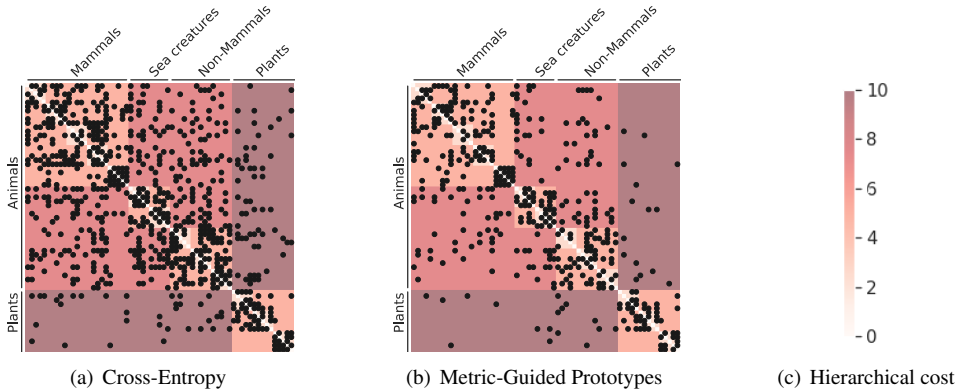 Mammals
Sea creatures
Non-Mammals
Plants
Animals
Plants
(a) Cross-Entropy
Mammals
Sea creatures
Non-Mammals
Plants
Animals
Plants
(b) Metric-Guided Prototypes
10
8
6
4
2
0
(c) Hierarchical cost